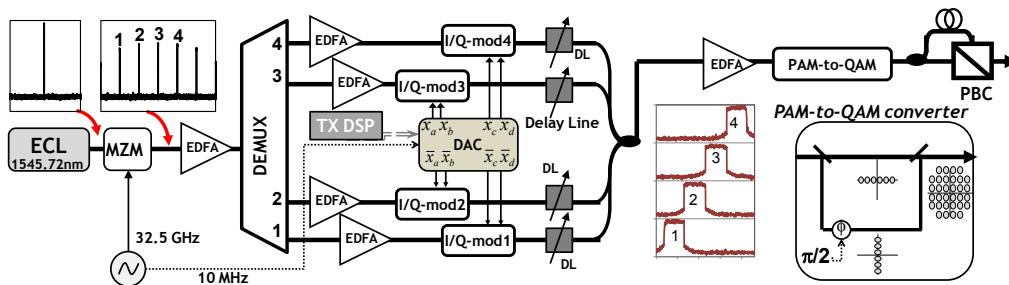 1 2 3 4
ECL
1545.72nm
MZM
EDFA
32.5 GHz
10 MHz
DEMUX
4
3
2
1
EDFA
I/Q-mod4
DL
EDFA
I/Q-mod3
Delay Line
TX DSP
x_a x_b x_c x_d
DAC
x̄_a x̄_b x̄_c x̄_d
EDFA
I/Q-mod2
DL
EDFA
I/Q-mod1
DL
4
3
2
1
EDFA
PAM-to-QAM
PBC
PAM-to-QAM converter
ϕ
π/2